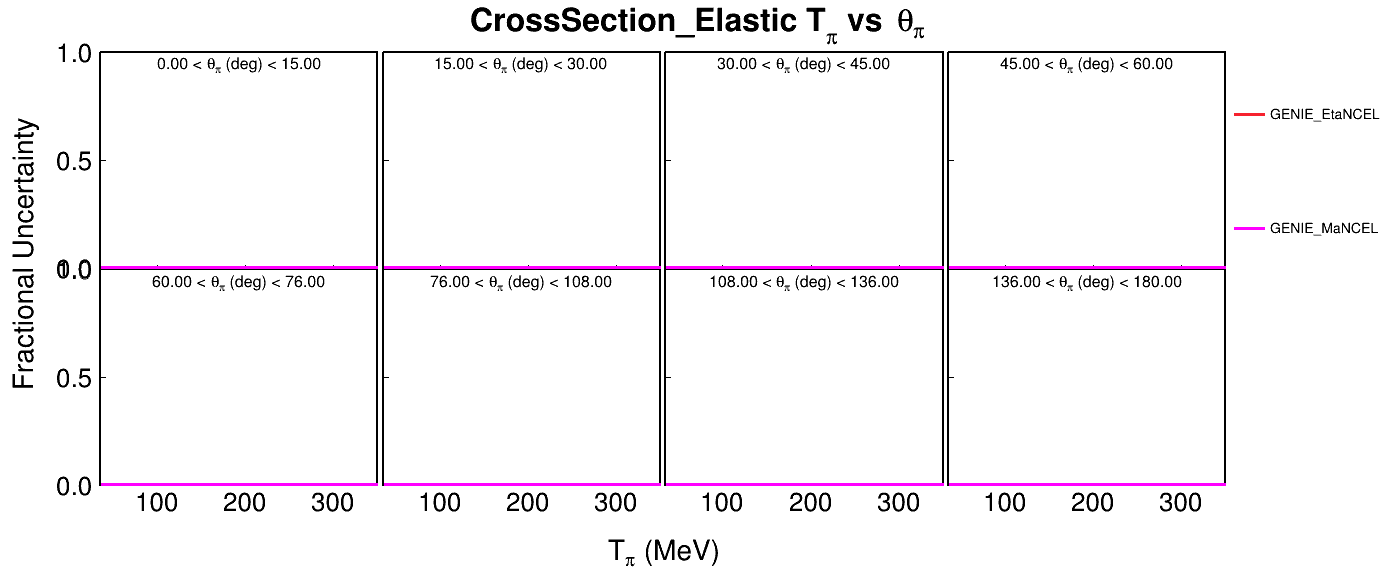 CrossSection_Elastic Tπ vs θπ
Fractional Uncertainty
1.0
0.5
0.0
1.0
0.5
0.0
0.00 < θπ (deg) < 15.00
15.00 < θπ (deg) < 30.00
30.00 < θπ (deg) < 45.00
45.00 < θπ (deg) < 60.00
60.00 < θπ (deg) < 76.00
76.00 < θπ (deg) < 108.00
108.00 < θπ (deg) < 136.00
136.00 < θπ (deg) < 180.00
GENIE_EtaNCEL
GENIE_MaNCEL
100 200 300 100 200 300 100 200 300 100 200 300
Tπ (MeV)